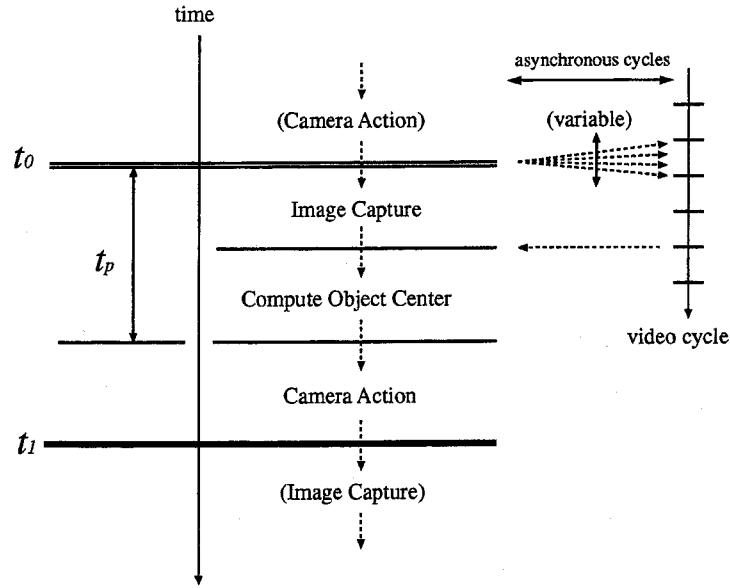 time
asynchronous cycles
(Camera Action)
(variable)
t0
Image Capture
tp
Compute Object Center
video cycle
Camera Action
t1
(Image Capture)